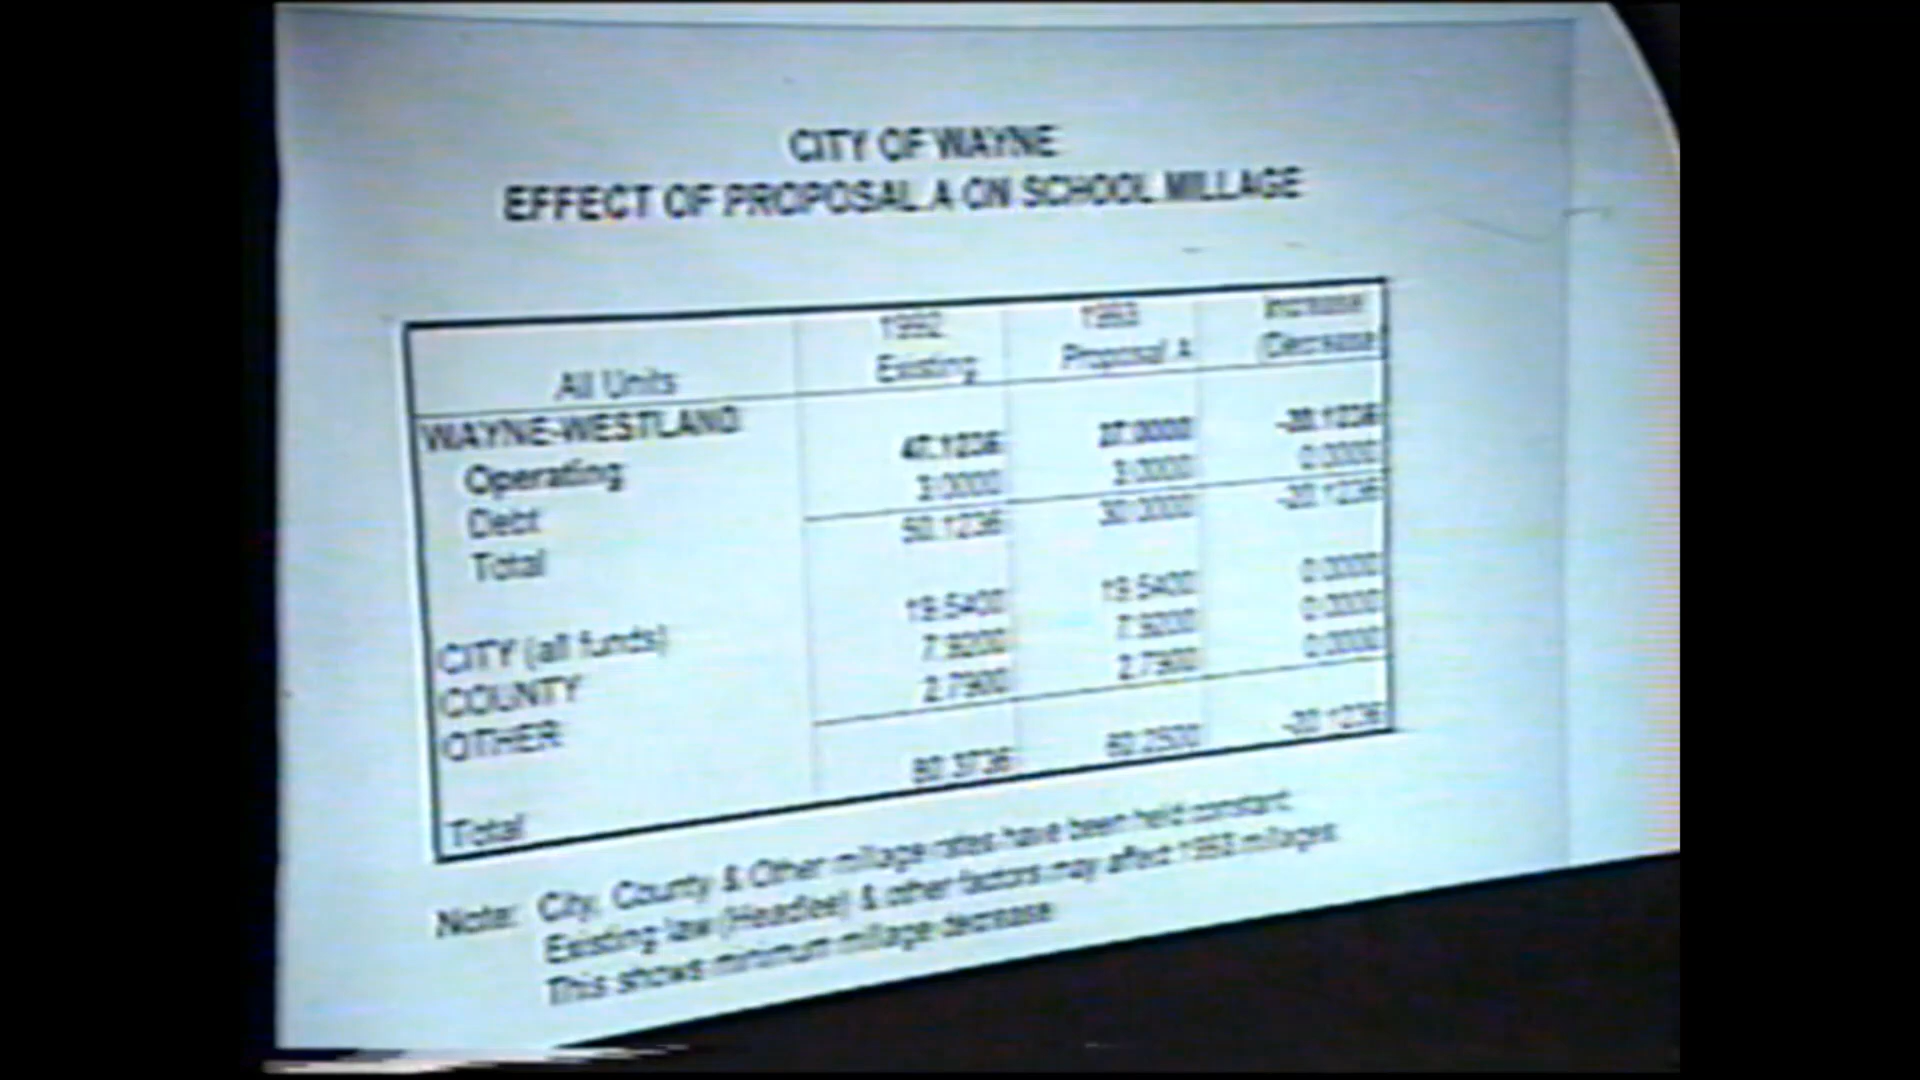 CITY OF WAYNE
EFFECT OF PROPOSAL A ON SCHOOL MILLAGE
All Units 1992 Existing 1993 Proposal A Increase (Decrease
WAYNE-WESTLAND
Operating 47.1236 27.0000 -20.1236
Debt 3.0000 3.0000 0.0000
Total 50.1236 30.0000 -20.1236
CITY (all funds) 19.5400 19.5400 0.0000
COUNTY 7.9200 7.9200 0.0000
OTHER 2.7900 2.7900 0.0000
Total 80.3736 60.2500 -20.1236
Note: City, County & Other millage rates have been held constant.
Existing law (Headlee) & other factors may affect 1993 millages.
This shows minimum millage decrease.